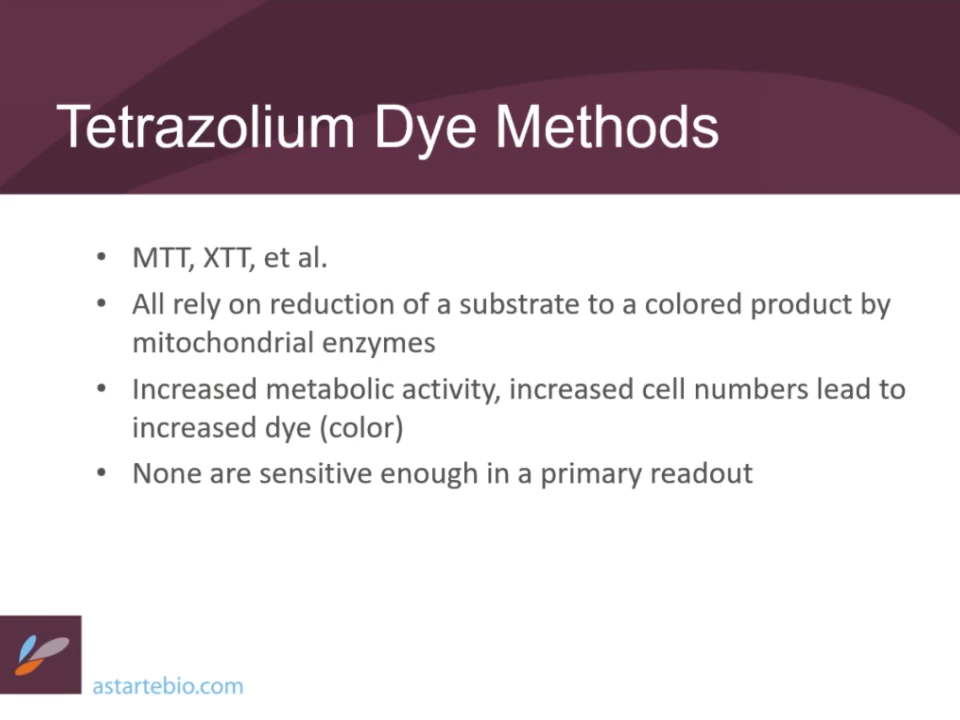 Tetrazolium Dye Methods
• MTT, XTT, et al.
• All rely on reduction of a substrate to a colored product by
mitochondrial enzymes
• Increased metabolic activity, increased cell numbers lead to
increased dye (color)
• None are sensitive enough in a primary readout
astartebio.com